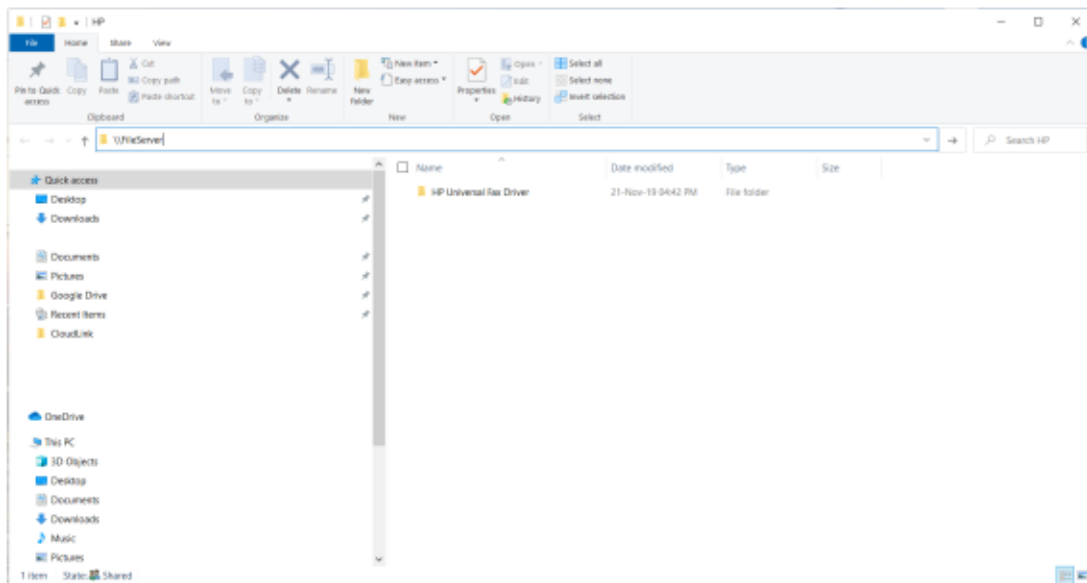 HP
File Home Share View
Pin to Quick access
Copy
Paste
Cut
Copy path
Paste shortcut
Clipboard
Move to
Copy to
Delete
Rename
Organize
New folder
New item
Easy access
New
Properties
Open
Edit
History
Open
Select all
Select none
Invert selection
Select
\\FileServer
Search HP
Name Date modified Type Size
HP Universal Fax Driver 21-Nov-19 04:42 PM File folder
Quick access
Desktop
Downloads
Documents
Pictures
Google Drive
Recent Items
CloudLink
OneDrive
This PC
3D Objects
Desktop
Documents
Downloads
Music
Pictures
1 item State: Shared